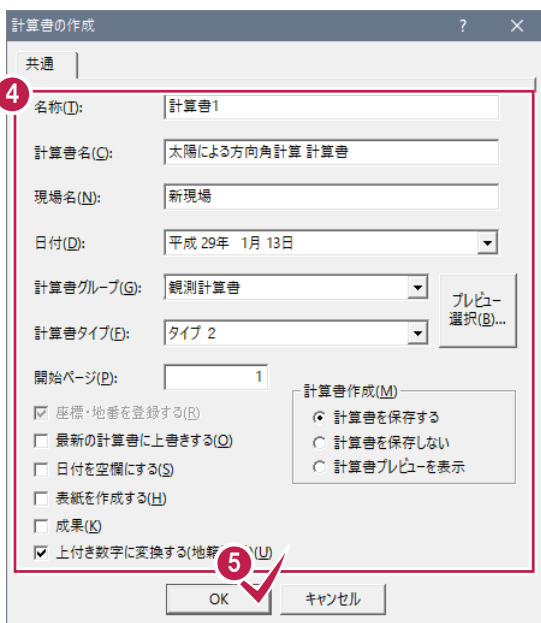 計算書の作成
? ×
共通
4
名称(T):
計算書1
計算書名(C):
太陽による方向角計算 計算書
現場名(N):
新現場
日付(D):
平成 29年 1月 13日
計算書グループ(G):
観測計算書
計算書タイプ(F):
タイプ 2
プレビュー
選択(B)...
開始ページ(P):
1
座標・地番を登録する(R)
最新の計算書に上書きする(O)
日付を空欄にする(S)
表紙を作成する(H)
成果(K)
上付き数字に変換する(地籍 )(U)
計算書作成(M)
計算書を保存する
計算書を保存しない
計算書プレビューを表示
5
OK
キャンセル